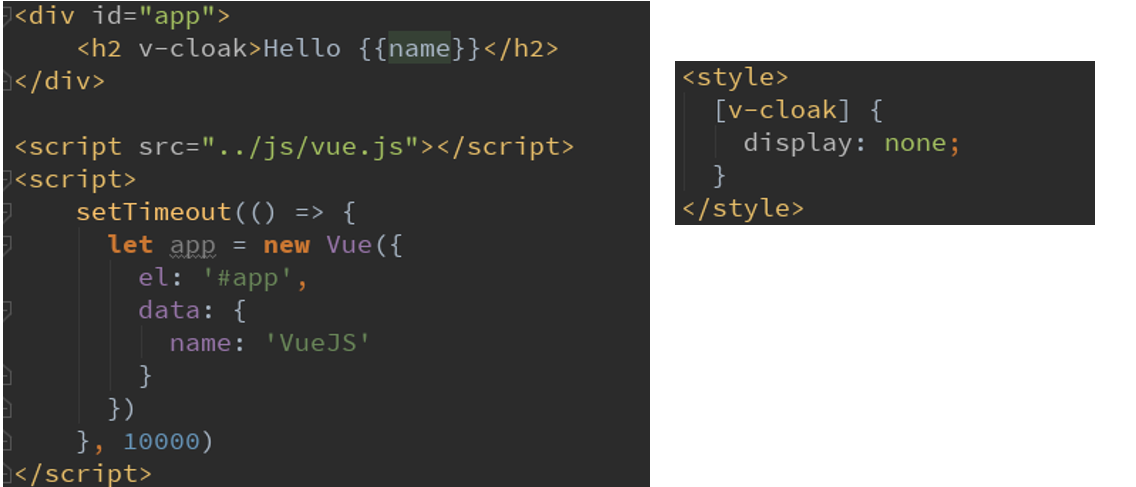 <div id="app">
    <h2 v-cloak>Hello {{name}}</h2>
</div>

<script src="../js/vue.js"></script>
<script>
    setTimeout(() => {
      let app = new Vue({
        el: '#app',
        data: {
          name: 'VueJS'
        }
      })
    }, 10000)
</script>
<style>
  [v-cloak] {
    display: none;
  }
</style>